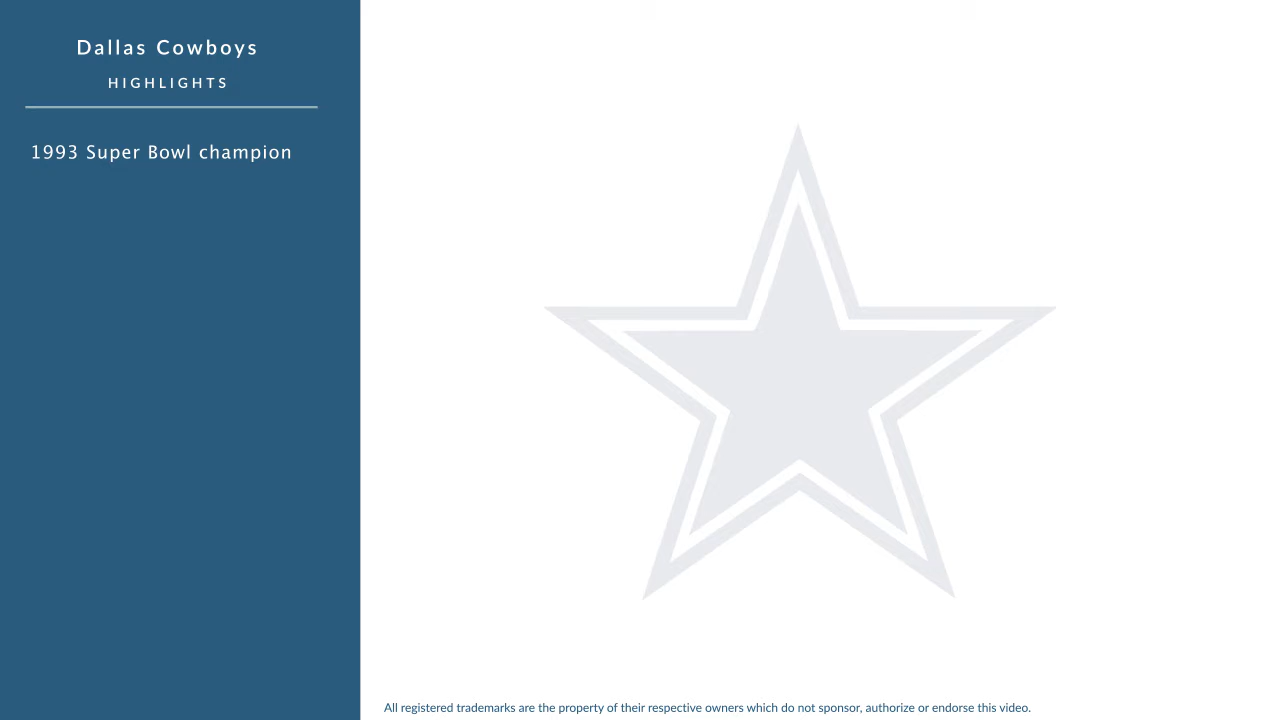 Dallas Cowboys
HIGHLIGHTS
1993 Super Bowl champion
All registered trademarks are the property of their respective owners which do not sponsor, authorize or endorse this video.